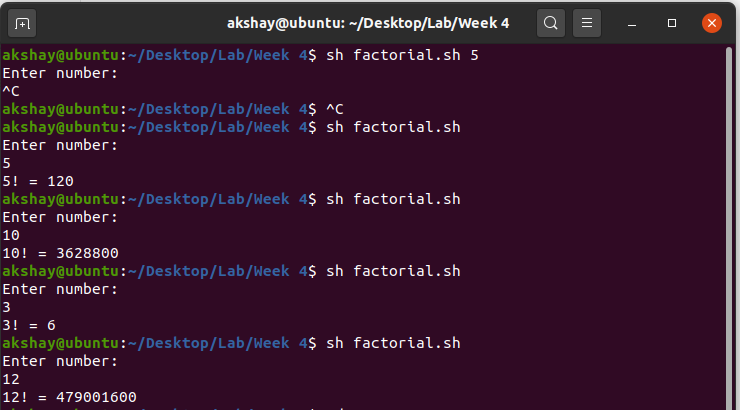 akshay@ubuntu: ~/Desktop/Lab/Week 4
akshay@ubuntu:~/Desktop/Lab/Week 4$ sh factorial.sh 5
Enter number:
^C
akshay@ubuntu:~/Desktop/Lab/Week 4$ ^C
akshay@ubuntu:~/Desktop/Lab/Week 4$ sh factorial.sh
Enter number:
5
5! = 120
akshay@ubuntu:~/Desktop/Lab/Week 4$ sh factorial.sh
Enter number:
10
10! = 3628800
akshay@ubuntu:~/Desktop/Lab/Week 4$ sh factorial.sh
Enter number:
3
3! = 6
akshay@ubuntu:~/Desktop/Lab/Week 4$ sh factorial.sh
Enter number:
12
12! = 479001600